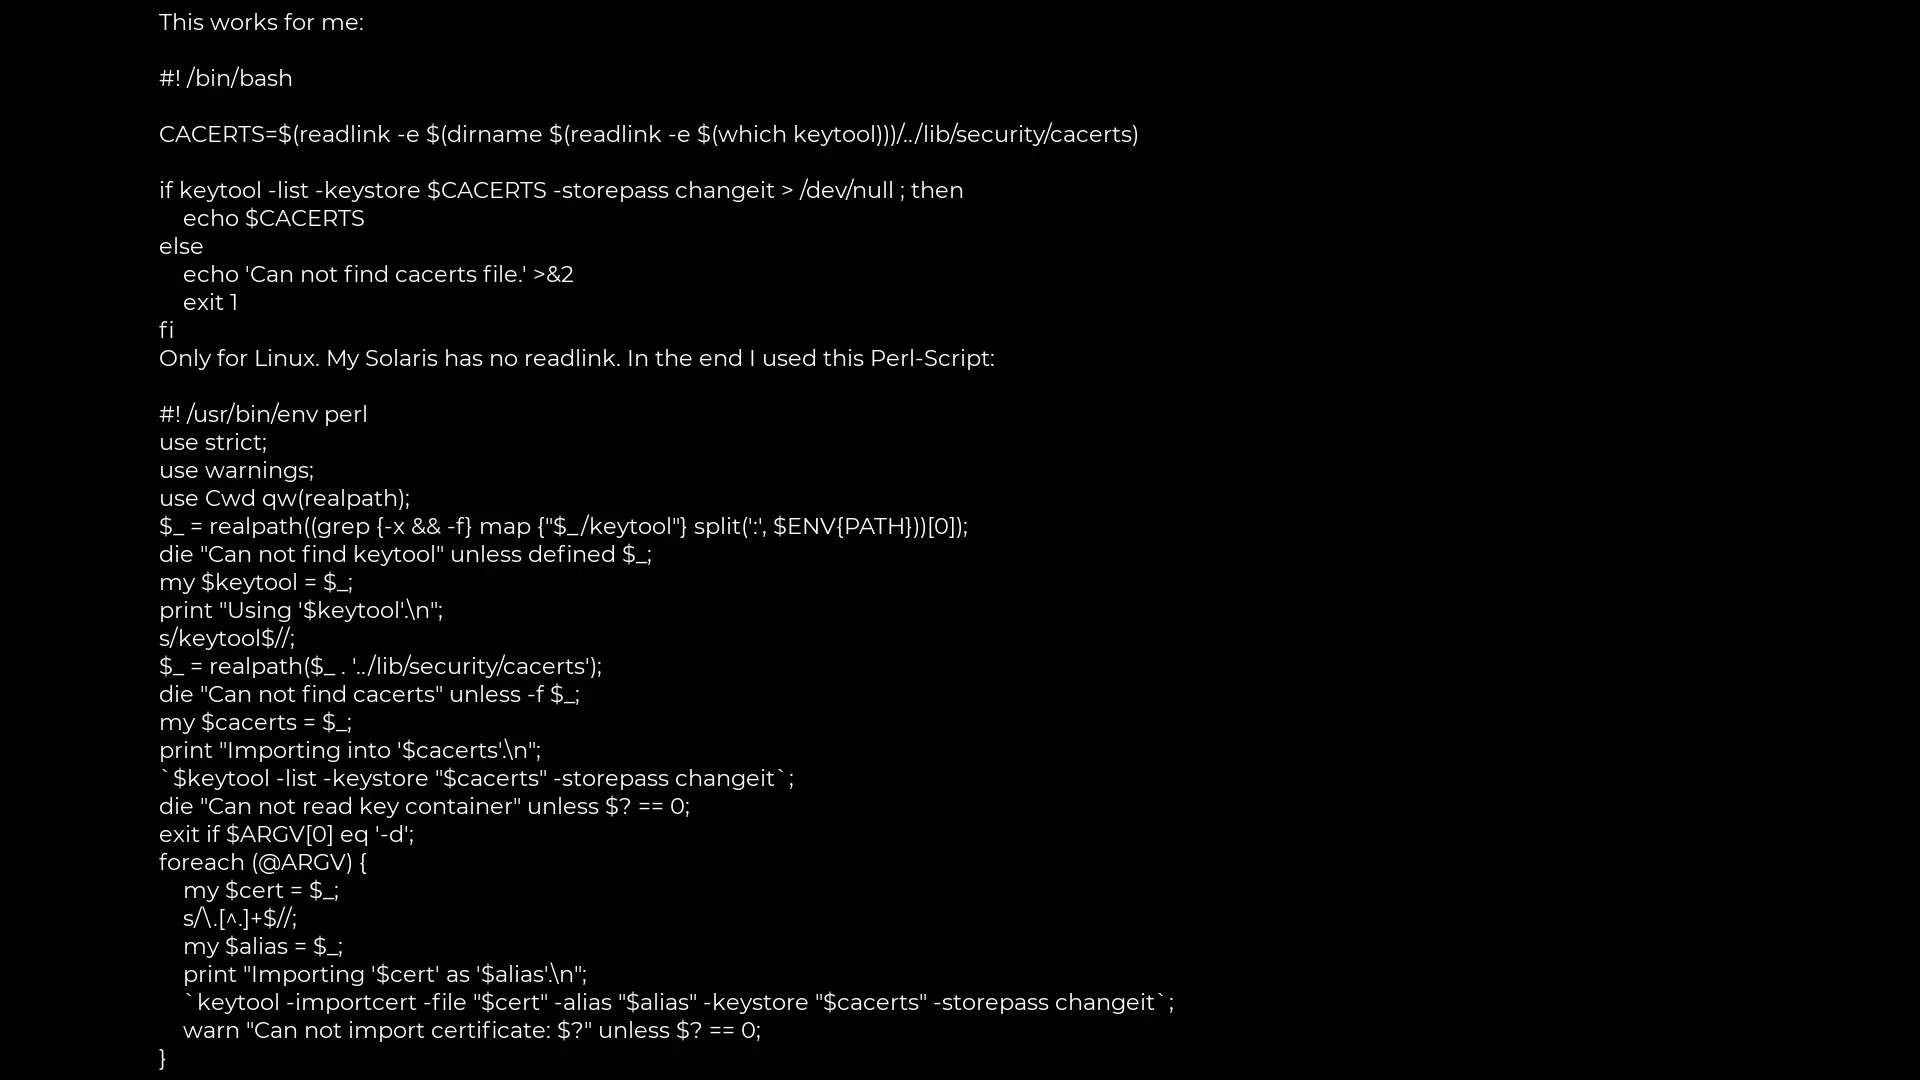 This works for me:
#! /bin/bash
CACERTS=$(readlink -e $(dirname $(readlink -e $(which keytool)))/../lib/security/cacerts)
if keytool -list -keystore $CACERTS -storepass changeit > /dev/null ; then
    echo $CACERTS
else
    echo 'Can not find cacerts file.' >&2
    exit 1
fi
Only for Linux. My Solaris has no readlink. In the end I used this Perl-Script:
#! /usr/bin/env perl
use strict;
use warnings;
use Cwd qw(realpath);
$_ = realpath((grep {-x && -f} map {"$_/keytool"} split(':', $ENV{PATH}))[0]);
die "Can not find keytool" unless defined $_;
my $keytool = $_;
print "Using '$keytool'.\n";
s/keytool$//;
$_ = realpath($_ . '../lib/security/cacerts');
die "Can not find cacerts" unless -f $_;
my $cacerts = $_;
print "Importing into '$cacerts'.\n";
`$keytool -list -keystore "$cacerts" -storepass changeit`;
die "Can not read key container" unless $? == 0;
exit if $ARGV[0] eq '-d';
foreach (@ARGV) {
    my $cert = $_;
    s/\.[^.]+$//;
    my $alias = $_;
    print "Importing '$cert' as '$alias'.\n";
    `keytool -importcert -file "$cert" -alias "$alias" -keystore "$cacerts" -storepass changeit`;
    warn "Can not import certificate: $?" unless $? == 0;
}